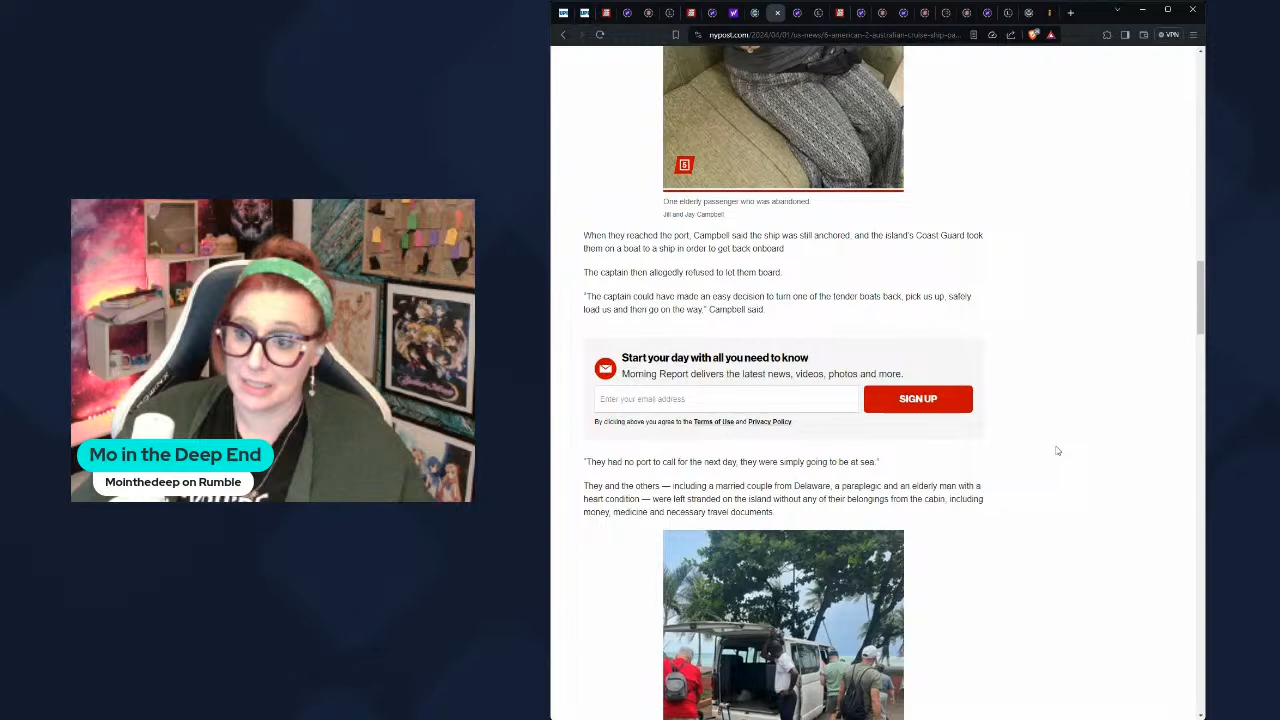 nypost.com/2024/04/01/us-news/6-american-2-australian-cruise-ship-pa...
VPN
5
One elderly passenger who was abandoned.
Jill and Jay Campbell
When they reached the port, Campbell said the ship was still anchored, and the island's Coast Guard took
them on a boat to a ship in order to get back onboard
The captain then allegedly refused to let them board.
"The captain could have made an easy decision to turn one of the tender boats back, pick us up, safely
load us and then go on the way," Campbell said.
Start your day with all you need to know
Morning Report delivers the latest news, videos, photos and more.
Enter your email address
SIGN UP
By clicking above you agree to the Terms of Use and Privacy Policy
"They had no port to call for the next day, they were simply going to be at sea."
They and the others — including a married couple from Delaware, a paraplegic and an elderly man with a
heart condition — were left stranded on the island without any of their belongings from the cabin, including
money, medicine and necessary travel documents.
Mo in the Deep End
Mointhedeep on Rumble